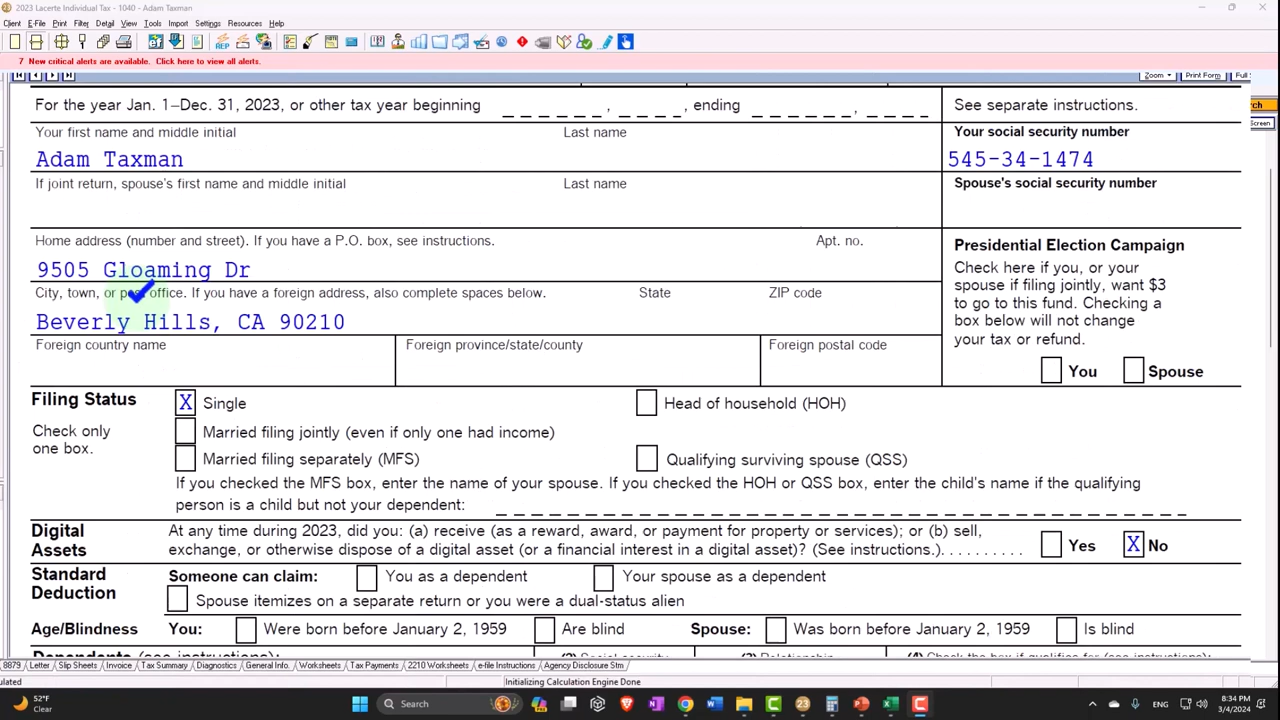 2023 Lacerte Individual Tax - 1040 - Adam Taxman
Client E-File Print Filter Detail View Tools Import Settings Resources Help
7 New critical alerts are available. Click here to view all alerts.
Zoom Print Form Full
For the year Jan. 1–Dec. 31, 2023, or other tax year beginning , , ending , See separate instructions.
Your first name and middle initial Last name Your social security number
Adam Taxman 545-34-1474
If joint return, spouse's first name and middle initial Last name Spouse's social security number
Home address (number and street). If you have a P.O. box, see instructions. Apt. no.
9505 Gloaming Dr
City, town, or post office. If you have a foreign address, also complete spaces below. State ZIP code
Beverly Hills, CA 90210
Foreign country name Foreign province/state/county Foreign postal code
Presidential Election Campaign
Check here if you, or your
spouse if filing jointly, want $3
to go to this fund. Checking a
box below will not change
your tax or refund.
You Spouse
Filing Status
Check only
one box.
X Single Head of household (HOH)
Married filing jointly (even if only one had income)
Married filing separately (MFS) Qualifying surviving spouse (QSS)
If you checked the MFS box, enter the name of your spouse. If you checked the HOH or QSS box, enter the child's name if the qualifying
person is a child but not your dependent:
Digital
Assets
At any time during 2023, did you: (a) receive (as a reward, award, or payment for property or services); or (b) sell,
exchange, or otherwise dispose of a digital asset (or a financial interest in a digital asset)? (See instructions.). . . . . . . . . . Yes X No
Standard
Deduction
Someone can claim: You as a dependent Your spouse as a dependent
Spouse itemizes on a separate return or you were a dual-status alien
Age/Blindness You: Were born before January 2, 1959 Are blind Spouse: Was born before January 2, 1959 Is blind
Dependents (see instructions): (2) Social security (3) Relationship (4) Check the box if qualifies for (see instructions):
8879 Letter Slip Sheets Invoice Tax Summary Diagnostics General Info. Worksheets Tax Payments 2210 Worksheets e-file Instructions Agency Disclosure Stm
Initializing Calculation Engine Done
52°F
Clear
Search
8:34 PM
3/4/2024